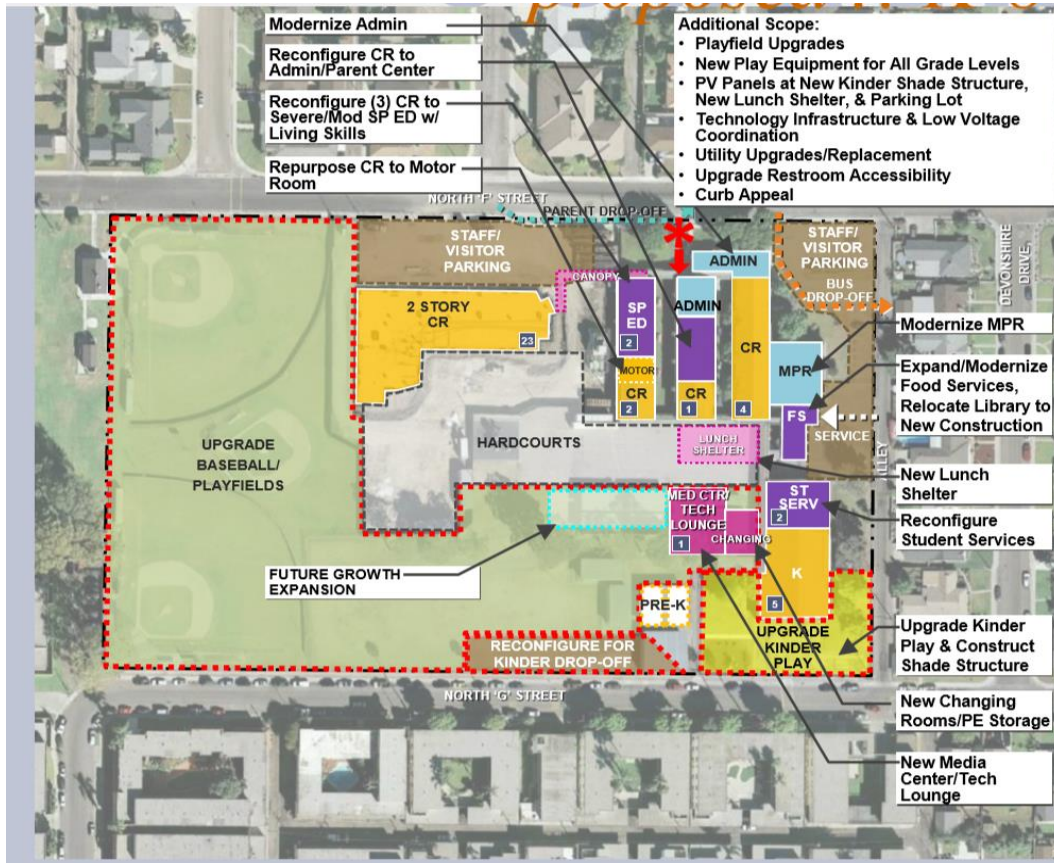 proposed
Modernize Admin
Reconfigure CR to
Admin/Parent Center
Reconfigure (3) CR to
Severe/Mod SP ED w/
Living Skills
Repurpose CR to Motor
Room
Additional Scope:
• Playfield Upgrades
• New Play Equipment for All Grade Levels
• PV Panels at New Kinder Shade Structure,
New Lunch Shelter, & Parking Lot
• Technology Infrastructure & Low Voltage
Coordination
• Utility Upgrades/Replacement
• Upgrade Restroom Accessibility
• Curb Appeal
NORTH 'F' STREET
PARENT DROP-OFF
STAFF/
VISITOR
PARKING
CANOPY
ADMIN
STAFF/
VISITOR
PARKING
BUS
DROP-OFF
DEVONSHIRE
DRIVE,
2 STORY
CR
23
SP
ED
2
MOTOR
CR
2
ADMIN
CR
1
CR
4
MPR
FS
SERVICE
ALLEY
Modernize MPR
Expand/Modernize
Food Services,
Relocate Library to
New Construction
UPGRADE
BASEBALL/
PLAYFIELDS
HARDCOURTS
LUNCH
SHELTER
New Lunch
Shelter
MED CTR/
TECH
LOUNGE
1
CHANGING
ST
SERV
2
K
5
Reconfigure
Student Services
FUTURE GROWTH
EXPANSION
PRE-K
RECONFIGURE FOR
KINDER DROP-OFF
UPGRADE
KINDER
PLAY
Upgrade Kinder
Play & Construct
Shade Structure
NORTH 'G' STREET
New Changing
Rooms/PE Storage
New Media
Center/Tech
Lounge